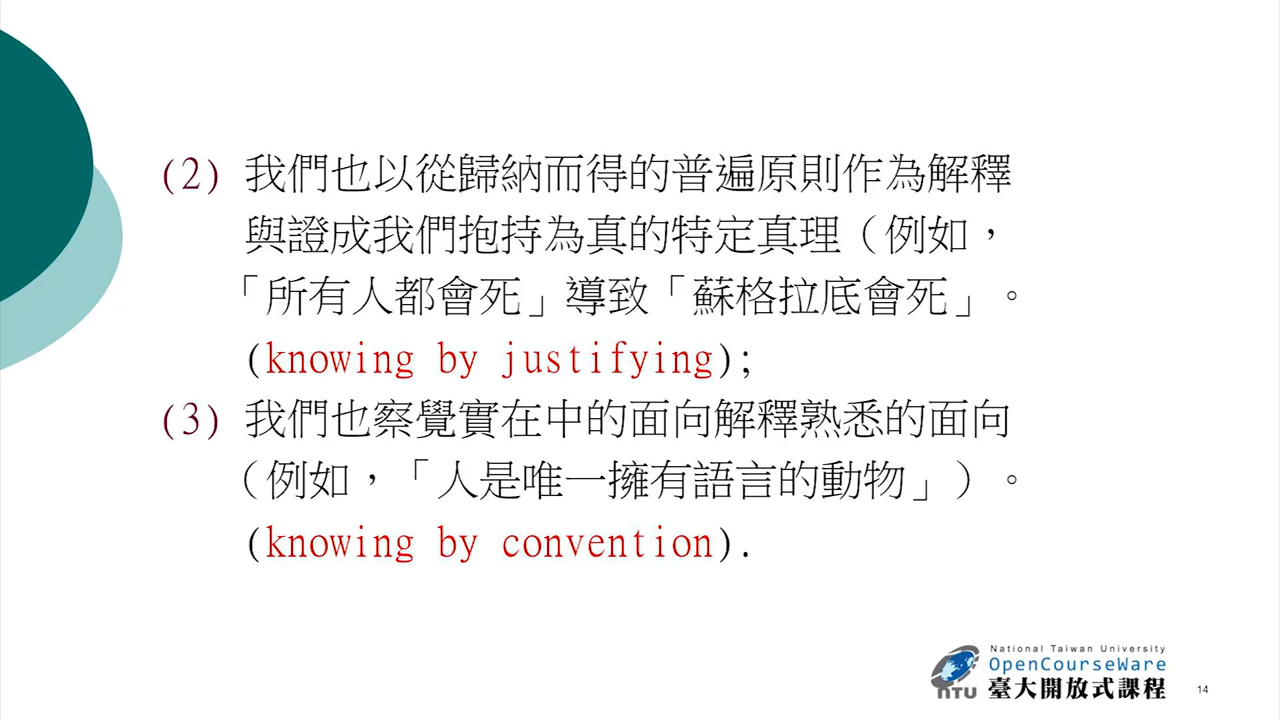 (2) 我們也以從歸納而得的普遍原則作為解釋
與證成我們抱持為真的特定真理（例如，
「所有人都會死」導致「蘇格拉底會死」。
(knowing by justifying);
(3) 我們也察覺實在中的面向解釋熟悉的面向
（例如，「人是唯一擁有語言的動物」）。
(knowing by convention).
National Taiwan University
OpenCourseWare
臺大開放式課程
NTU
14